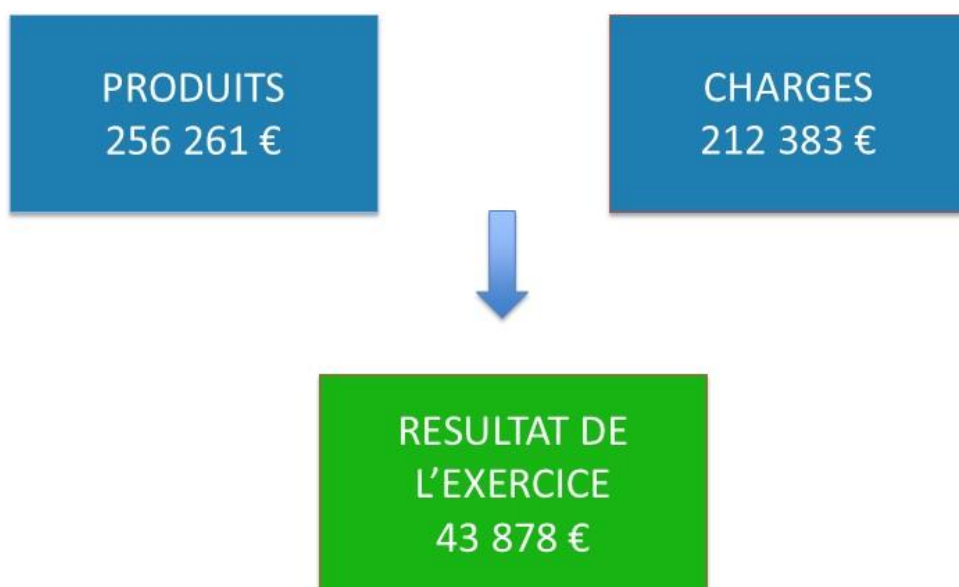 PRODUITS
256 261 €
CHARGES
212 383 €
RESULTAT DE
L’EXERCICE
43 878 €